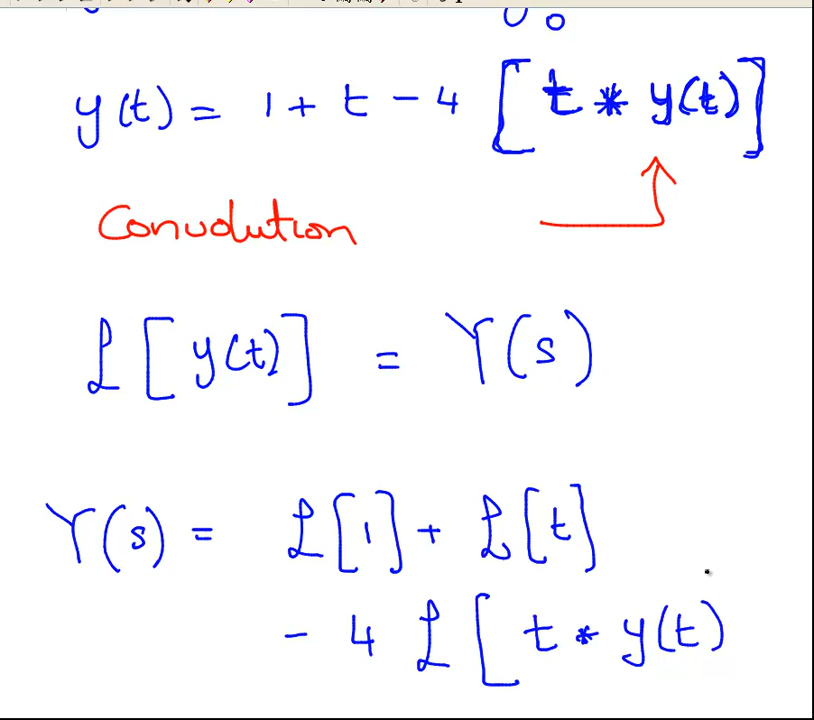 y(t) = 1 + t - 4 [t * y(t)]
Convolution
ℒ[y(t)] = Y(s)
Y(s) = ℒ[1] + ℒ[t]
- 4 ℒ[t * y(t)